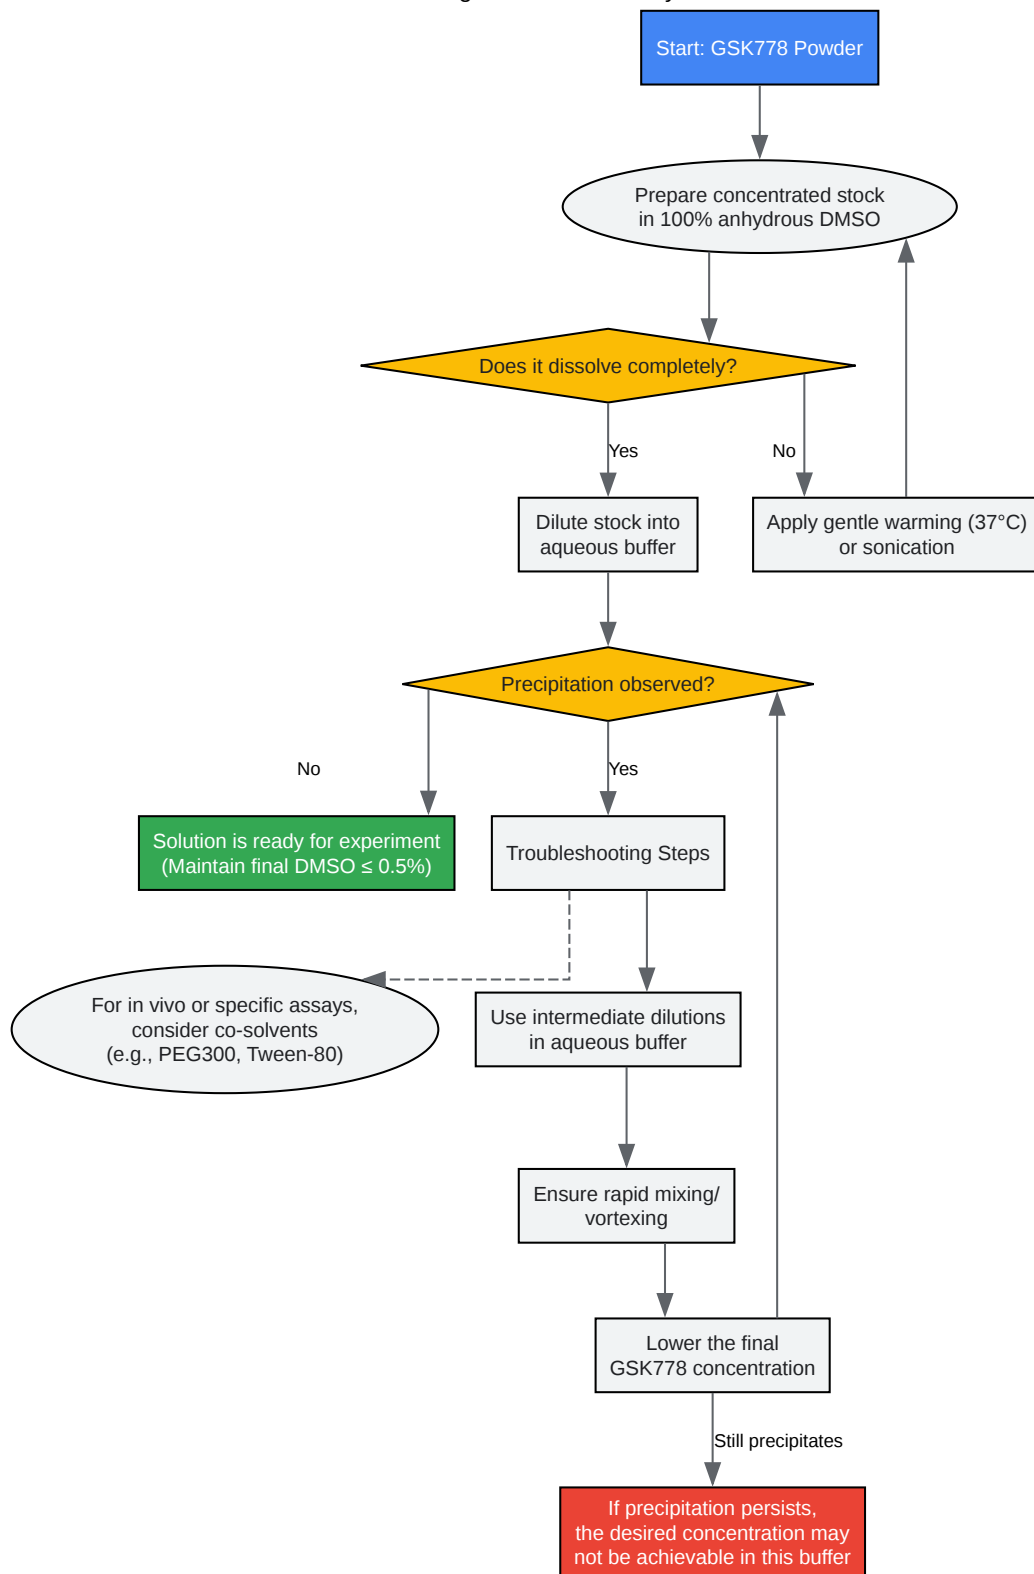 Start: GSK778 Powder
Prepare concentrated stock
in 100% anhydrous DMSO
Does it dissolve completely?
Yes
No
Dilute stock into
aqueous buffer
Apply gentle warming (37°C)
or sonication
Precipitation observed?
No
Yes
Solution is ready for experiment
(Maintain final DMSO ≤ 0.5%)
Troubleshooting Steps
For in vivo or specific assays,
consider co-solvents
(e.g., PEG300, Tween-80)
Use intermediate dilutions
in aqueous buffer
Ensure rapid mixing/
vortexing
Lower the final
GSK778 concentration
Still precipitates
If precipitation persists,
the desired concentration may
not be achievable in this buffer